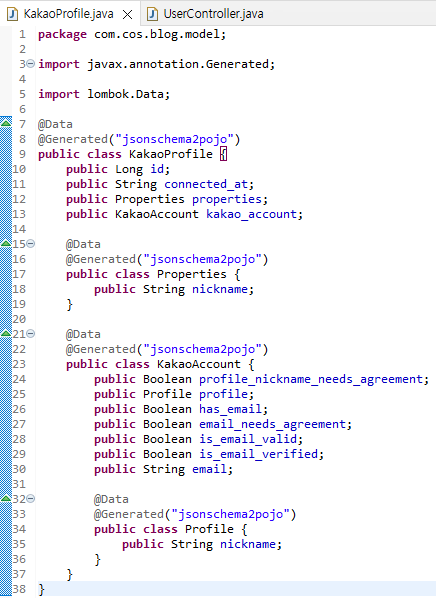 KakaoProfile.java UserController.java
1 package com.cos.blog.model;
2
3 import javax.annotation.Generated;
4
5 import lombok.Data;
6
7 @Data
8 @Generated("jsonschema2pojo")
9 public class KakaoProfile {
10     public Long id;
11     public String connected_at;
12     public Properties properties;
13     public KakaoAccount kakao_account;
14
15     @Data
16     @Generated("jsonschema2pojo")
17     public class Properties {
18         public String nickname;
19     }
20
21     @Data
22     @Generated("jsonschema2pojo")
23     public class KakaoAccount {
24         public Boolean profile_nickname_needs_agreement;
25         public Profile profile;
26         public Boolean has_email;
27         public Boolean email_needs_agreement;
28         public Boolean is_email_valid;
29         public Boolean is_email_verified;
30         public String email;
31
32         @Data
33         @Generated("jsonschema2pojo")
34         public class Profile {
35             public String nickname;
36         }
37     }
38 }